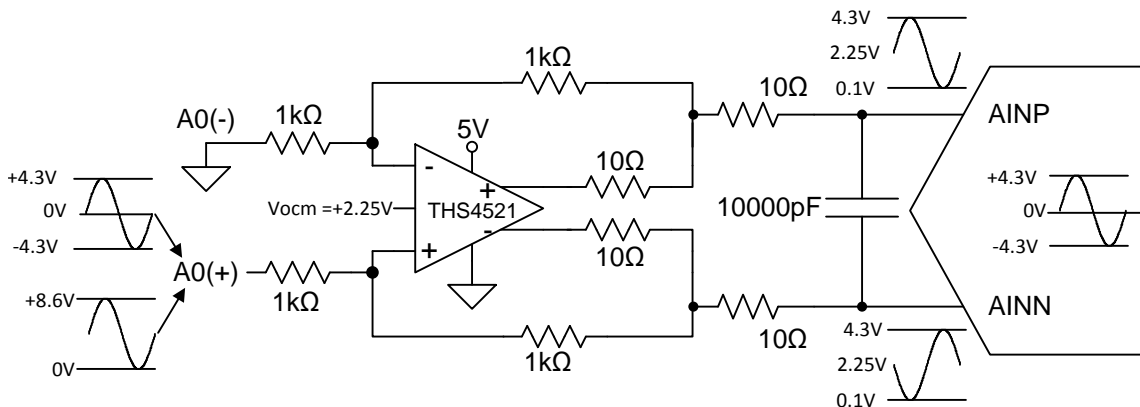 4.3V
2.25V
0.1V
1kΩ
10Ω
1kΩ
A0(-)
AINP
5V
-
+
10Ω
+4.3V
0V
-4.3V
Vocm =+2.25V
THS4521
10000pF
+4.3V
0V
-4.3V
-
+
10Ω
A0(+)
1kΩ
+8.6V
0V
AINN
10Ω
1kΩ
4.3V
2.25V
0.1V